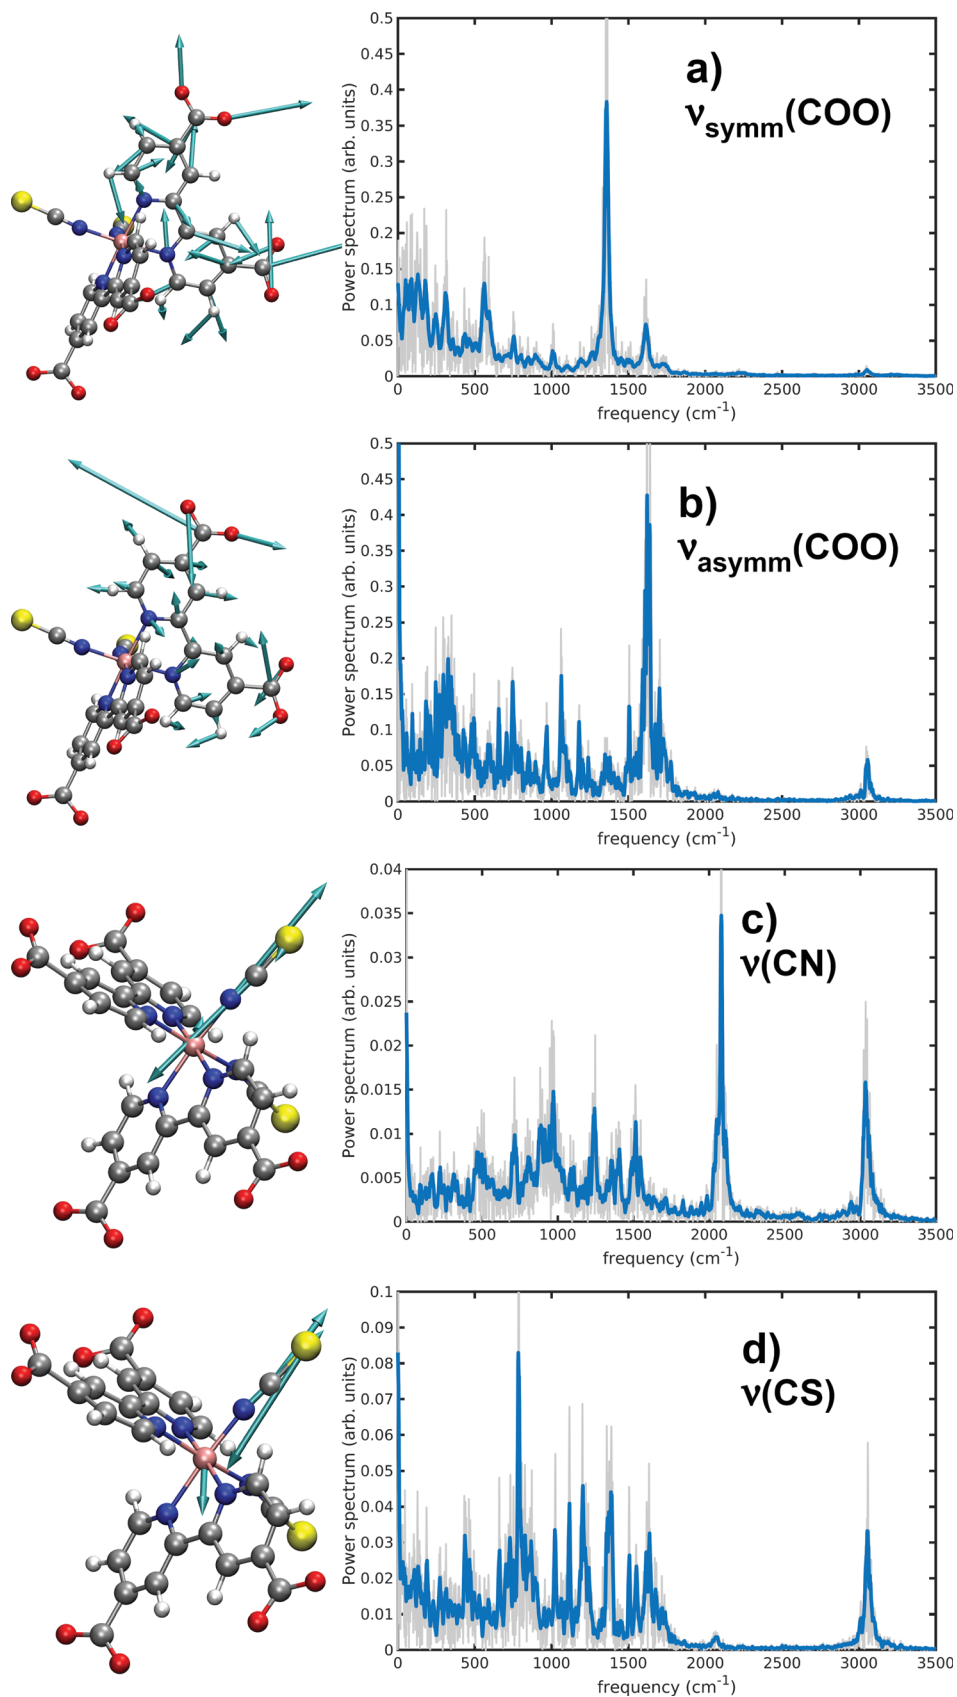 0.5
0.45
0.4
0.35
0.3
0.25
0.2
0.15
0.1
0.05
0
Power spectrum (arb. units)
a)
νsymm(COO)
0 500 1000 1500 2000 2500 3000 3500
frequency (cm-1)
0.5
0.45
0.4
0.35
0.3
0.25
0.2
0.15
0.1
0.05
0
Power spectrum (arb. units)
b)
νasymm(COO)
0 500 1000 1500 2000 2500 3000 3500
frequency (cm-1)
0.04
0.035
0.03
0.025
0.02
0.015
0.01
0.005
0
Power spectrum (arb. units)
c)
ν(CN)
0 500 1000 1500 2000 2500 3000 3500
frequency (cm-1)
0.1
0.09
0.08
0.07
0.06
0.05
0.04
0.03
0.02
0.01
0
Power spectrum (arb. units)
d)
ν(CS)
0 500 1000 1500 2000 2500 3000 3500
frequency (cm-1)